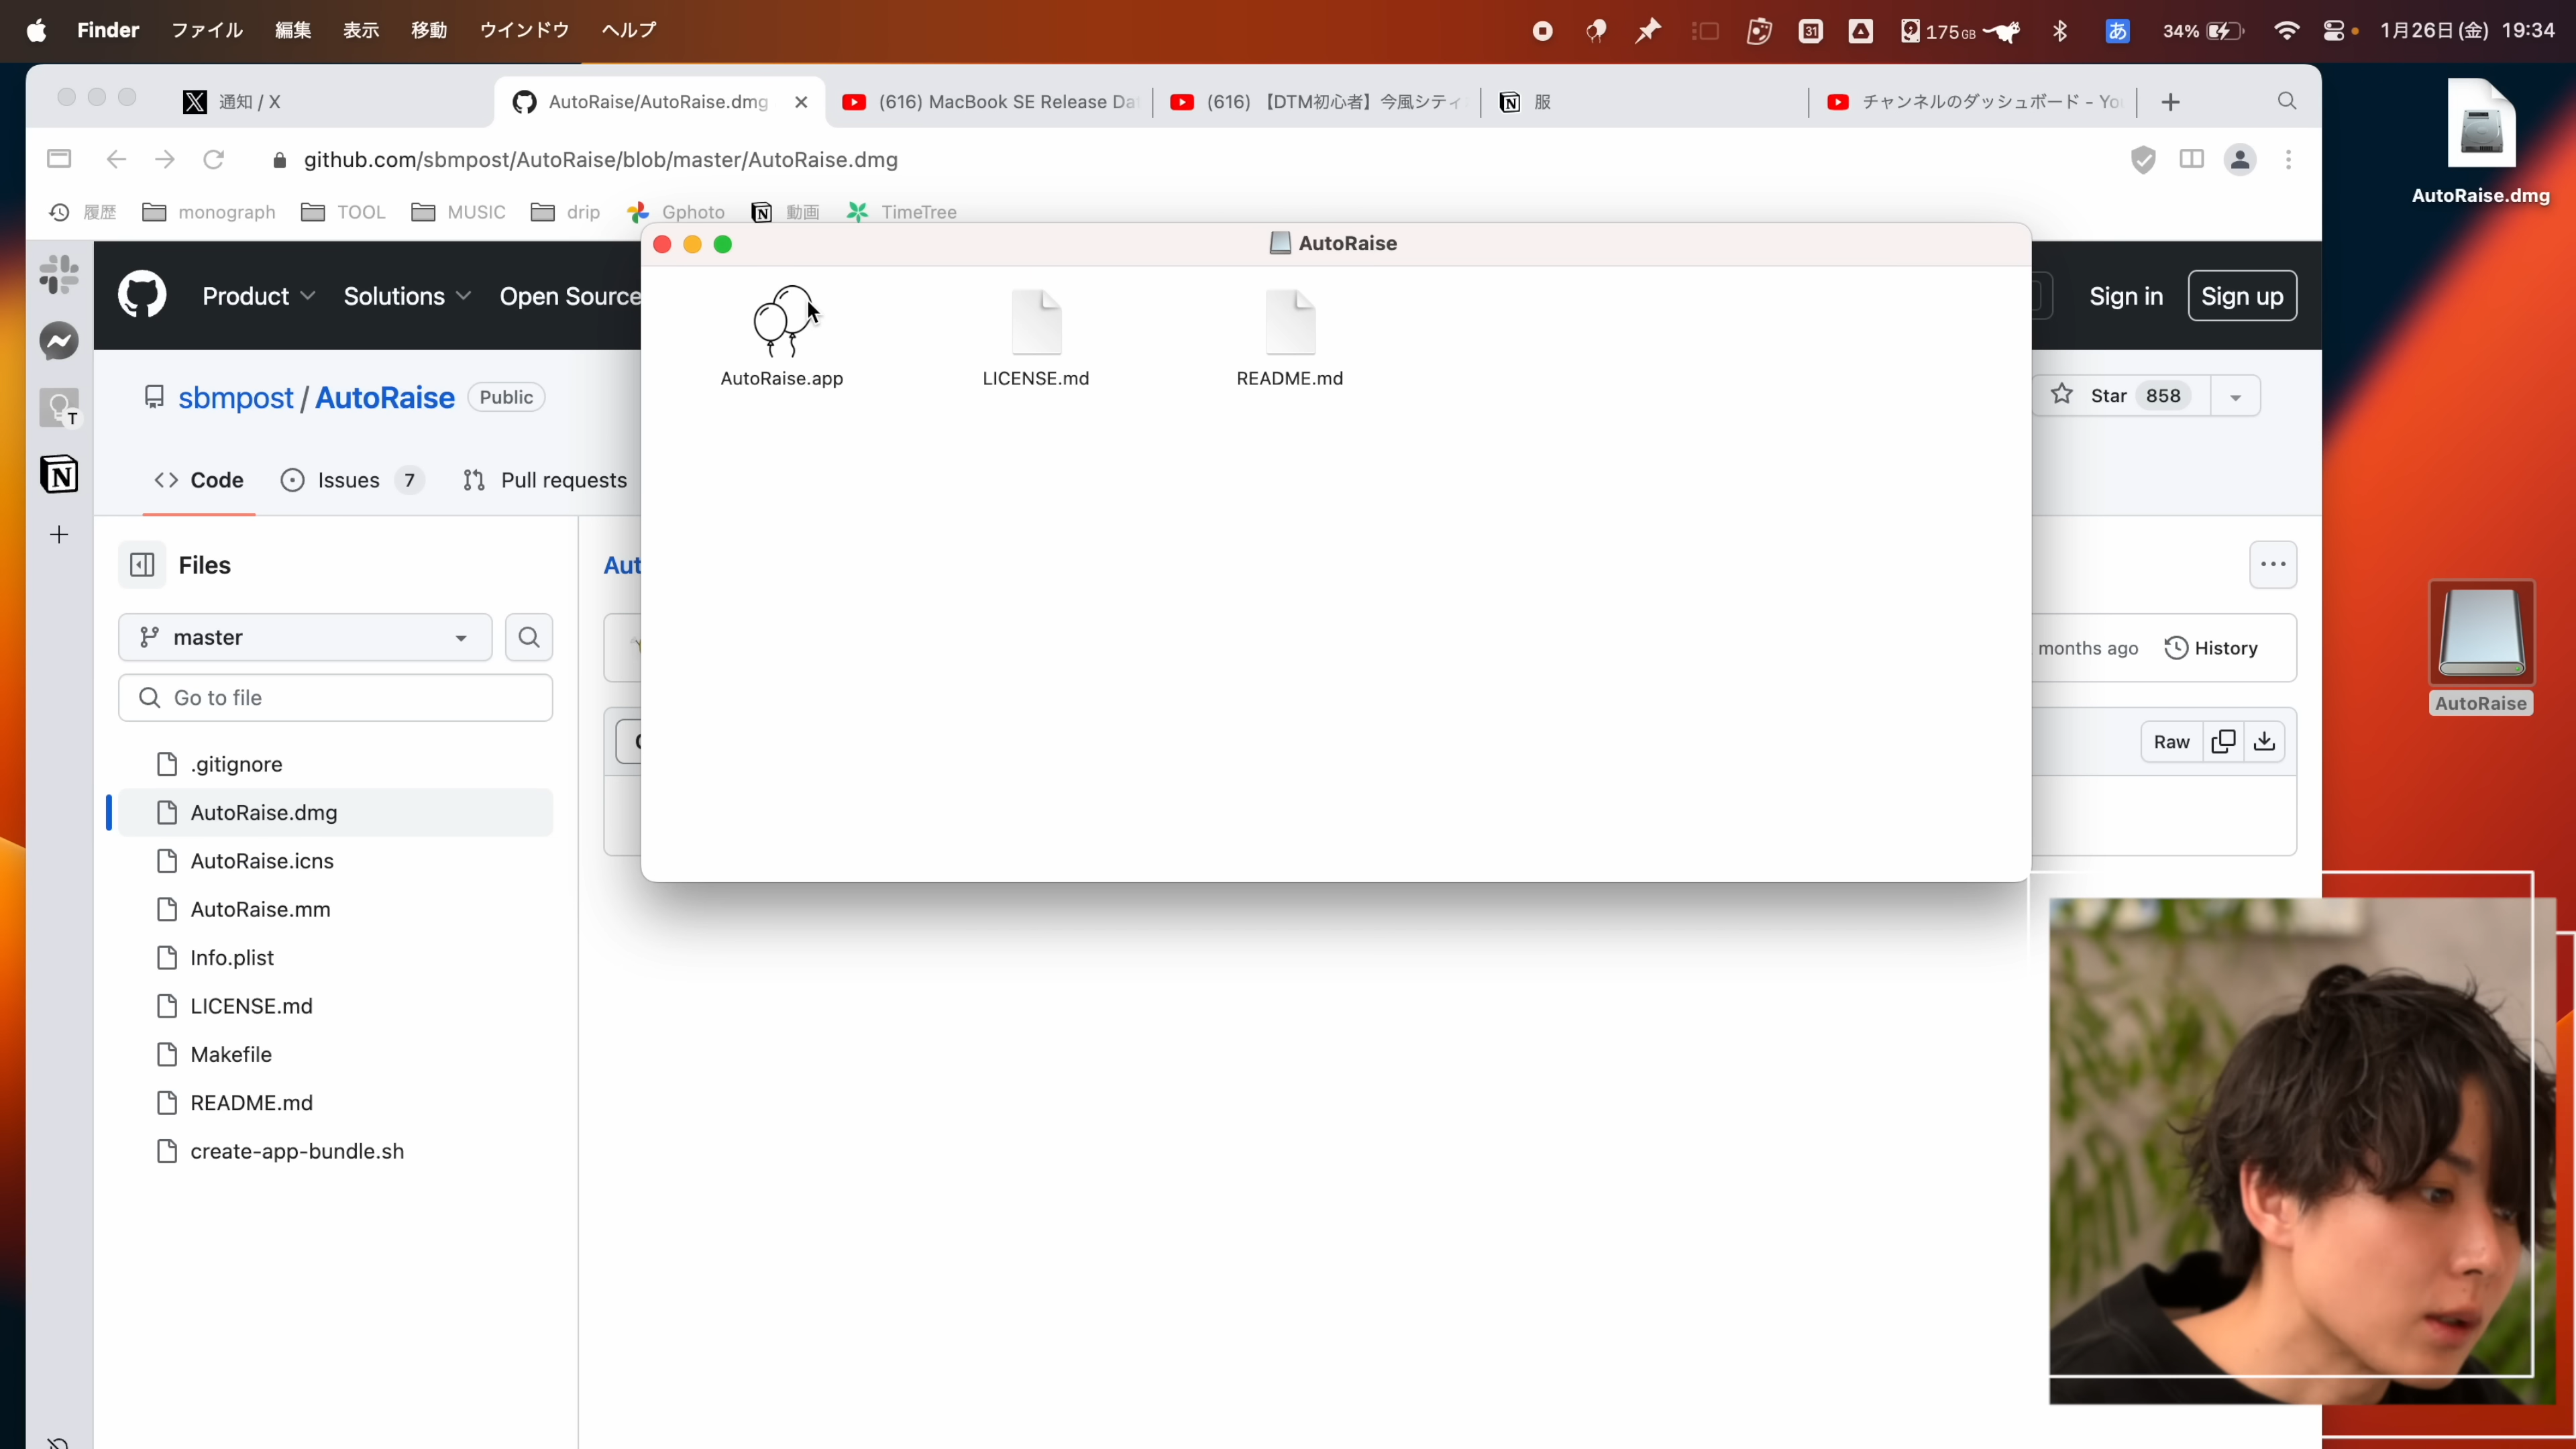 Finder ファイル 編集 表示 移動 ウインドウ ヘルプ 31 175GB あ 34% 1月26日(金) 19:34
通知 / X AutoRaise/AutoRaise.dmg (616) MacBook SE Release Da (616) 【DTM初心者】今風シティ 服 チャンネルのダッシュボード - Yo
github.com/sbmpost/AutoRaise/blob/master/AutoRaise.dmg
履歴 monograph TOOL MUSIC drip Gphoto 動画 TimeTree
AutoRaise.dmg
AutoRaise
Product Solutions Open Source Sign in Sign up
AutoRaise.app LICENSE.md README.md
sbmpost / AutoRaise Public Star 858
Code Issues 7 Pull requests
Files Aut
master
months ago History
AutoRaise
Go to file
Raw
.gitignore
AutoRaise.dmg
AutoRaise.icns
AutoRaise.mm
Info.plist
LICENSE.md
Makefile
README.md
create-app-bundle.sh